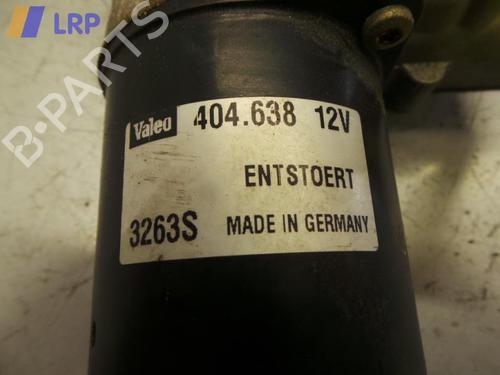 LRP
Valeo 404.638 12V
ENTSTOERT
3263S MADE IN GERMANY
B-PARTS